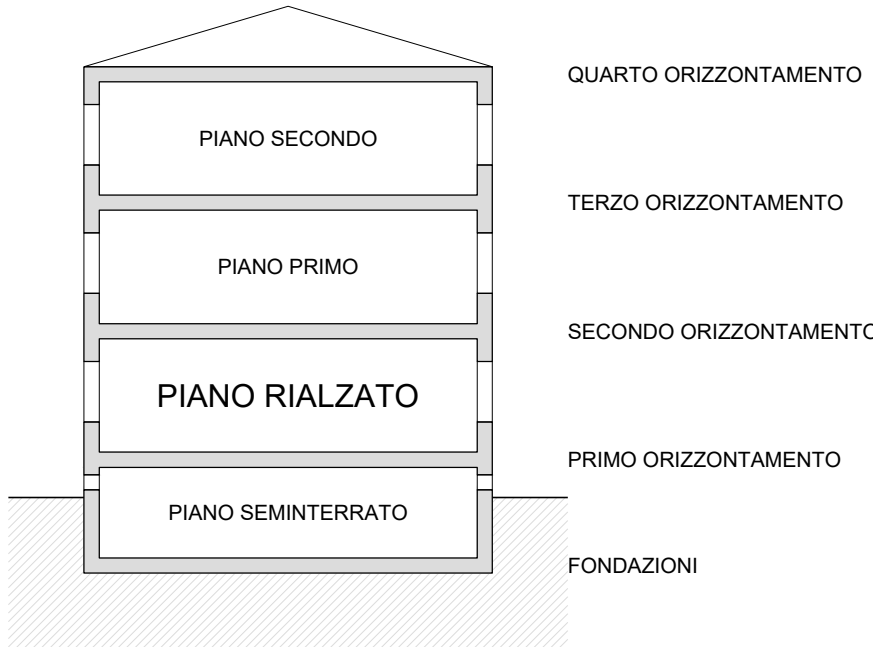 QUARTO ORIZZONTAMENTO
PIANO SECONDO
TERZO ORIZZONTAMENTO
PIANO PRIMO
SECONDO ORIZZONTAMENTO
PIANO RIALZATO
PRIMO ORIZZONTAMENTO
PIANO SEMINTERRATO
FONDAZIONI